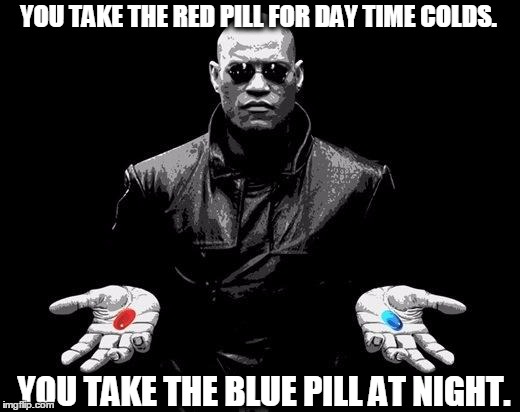 YOU TAKE THE RED PILL FOR DAY TIME COLDS.
YOU TAKE THE BLUE PILL AT NIGHT.
imgflip.com